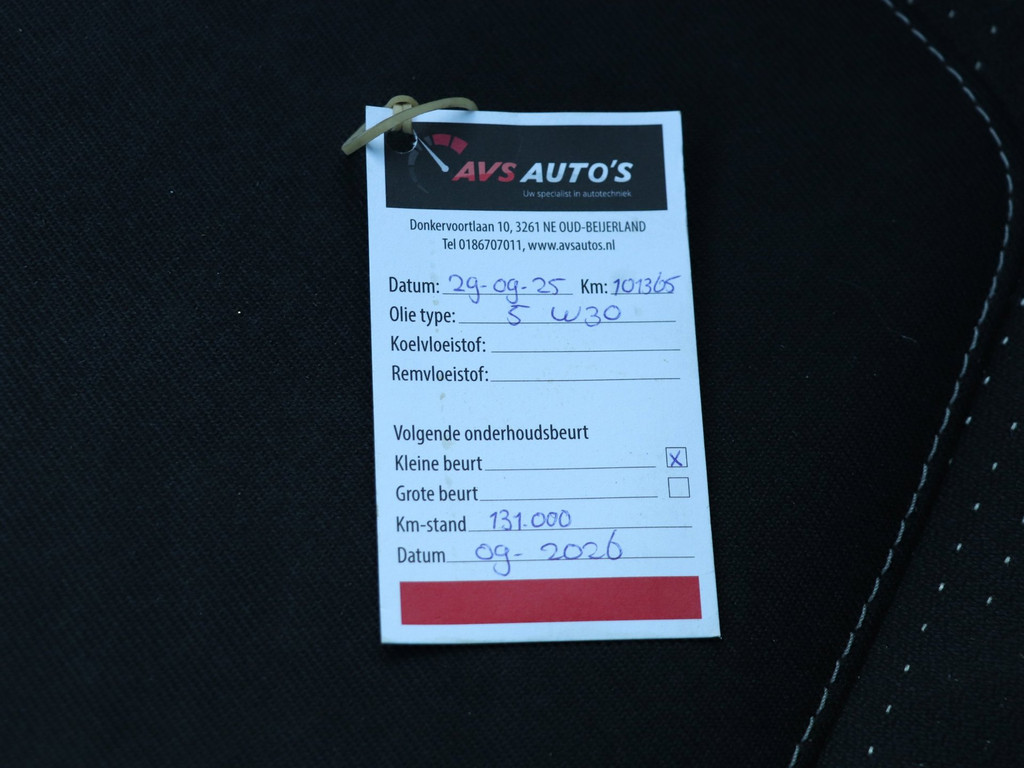 AVS AUTO'S
Uw specialist in autotechniek
Donkervoortlaan 10, 3261 NE OUD-BEIJERLAND
Tel 0186707011, www.avsautos.nl
Datum: 29-09-25 Km: 101365
Olie type: 5 W30
Koelvloeistof:
Remvloeistof:
Volgende onderhoudsbeurt
Kleine beurt X
Grote beurt
Km-stand 131.000
Datum 09-2026